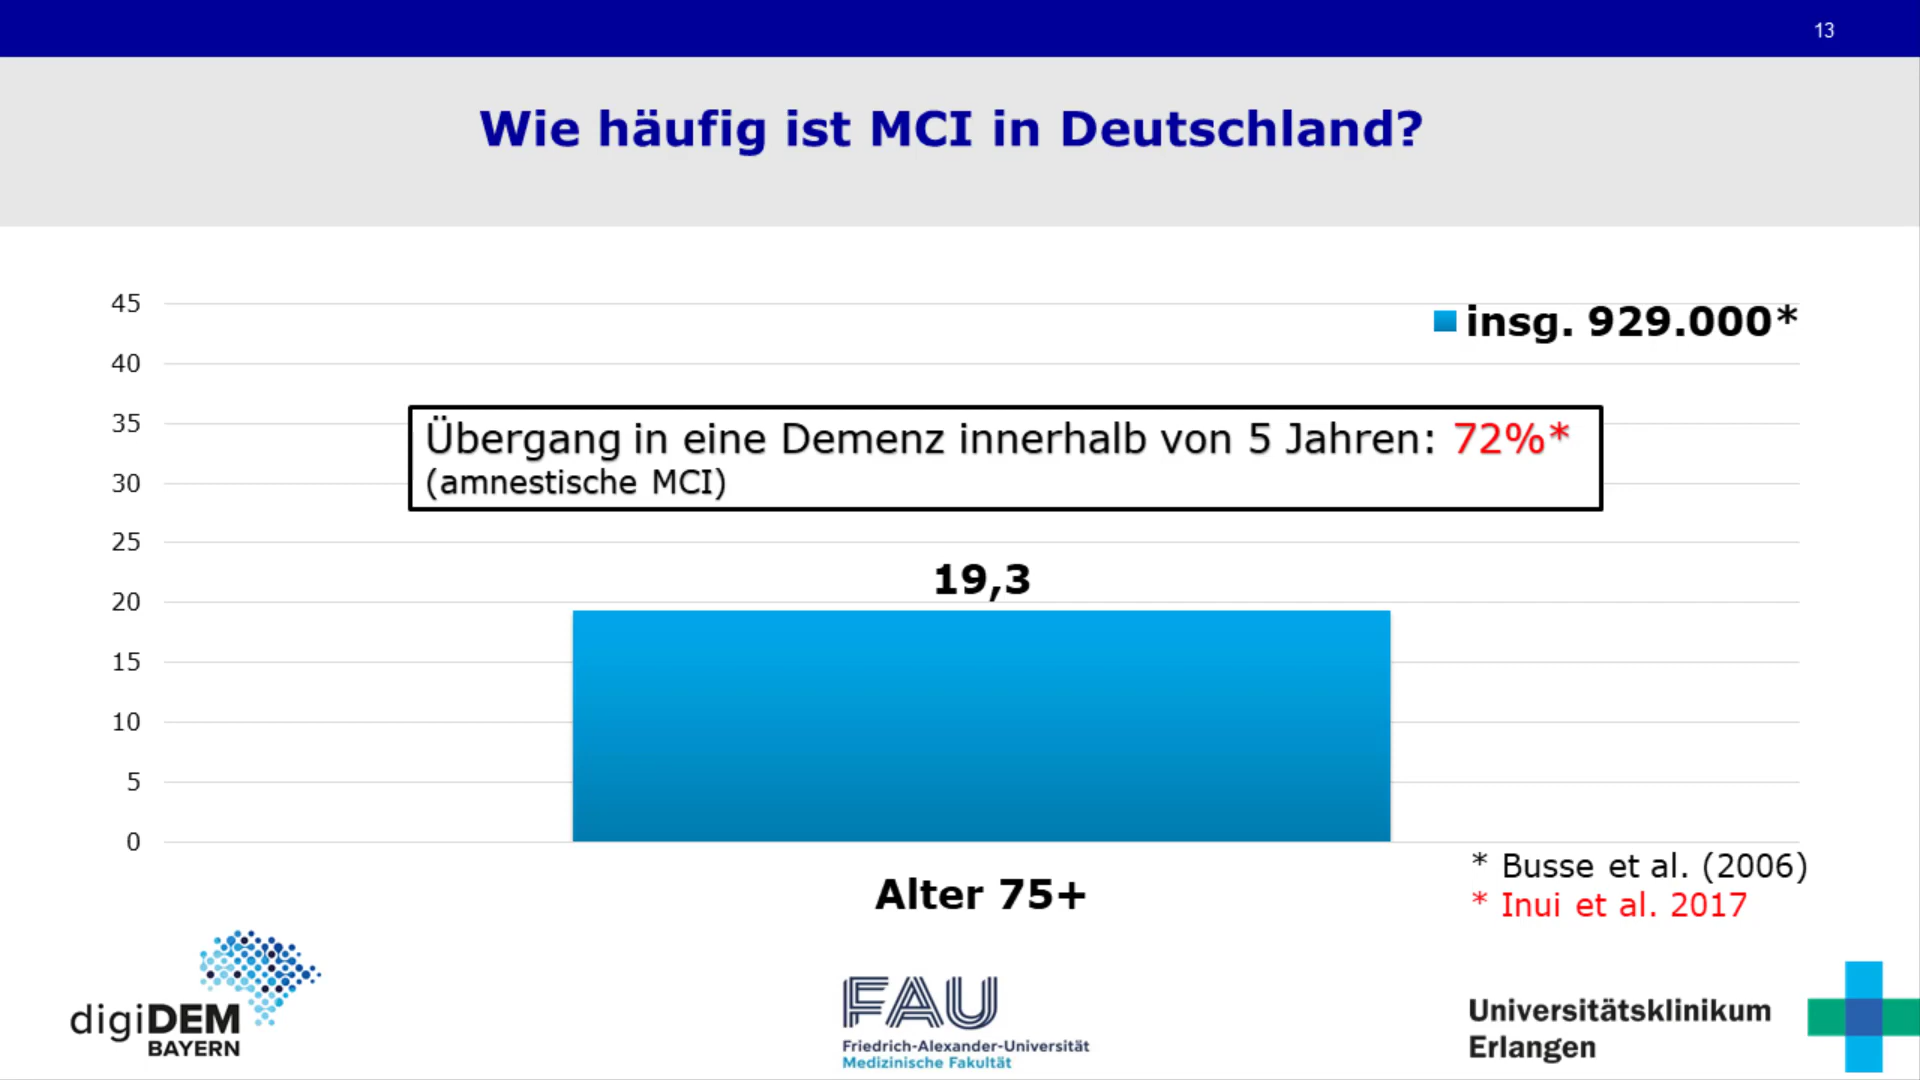 13
Wie häufig ist MCI in Deutschland?
45
insg. 929.000*
40
35
Übergang in eine Demenz innerhalb von 5 Jahren: 72%*
(amnestische MCI)
30
25
19,3
20
15
10
5
0
* Busse et al. (2006)
Alter 75+
* Inui et al. 2017
digiDEM
BAYERN
FAU
Friedrich-Alexander-Universität
Medizinische Fakultät
Universitätsklinikum
Erlangen